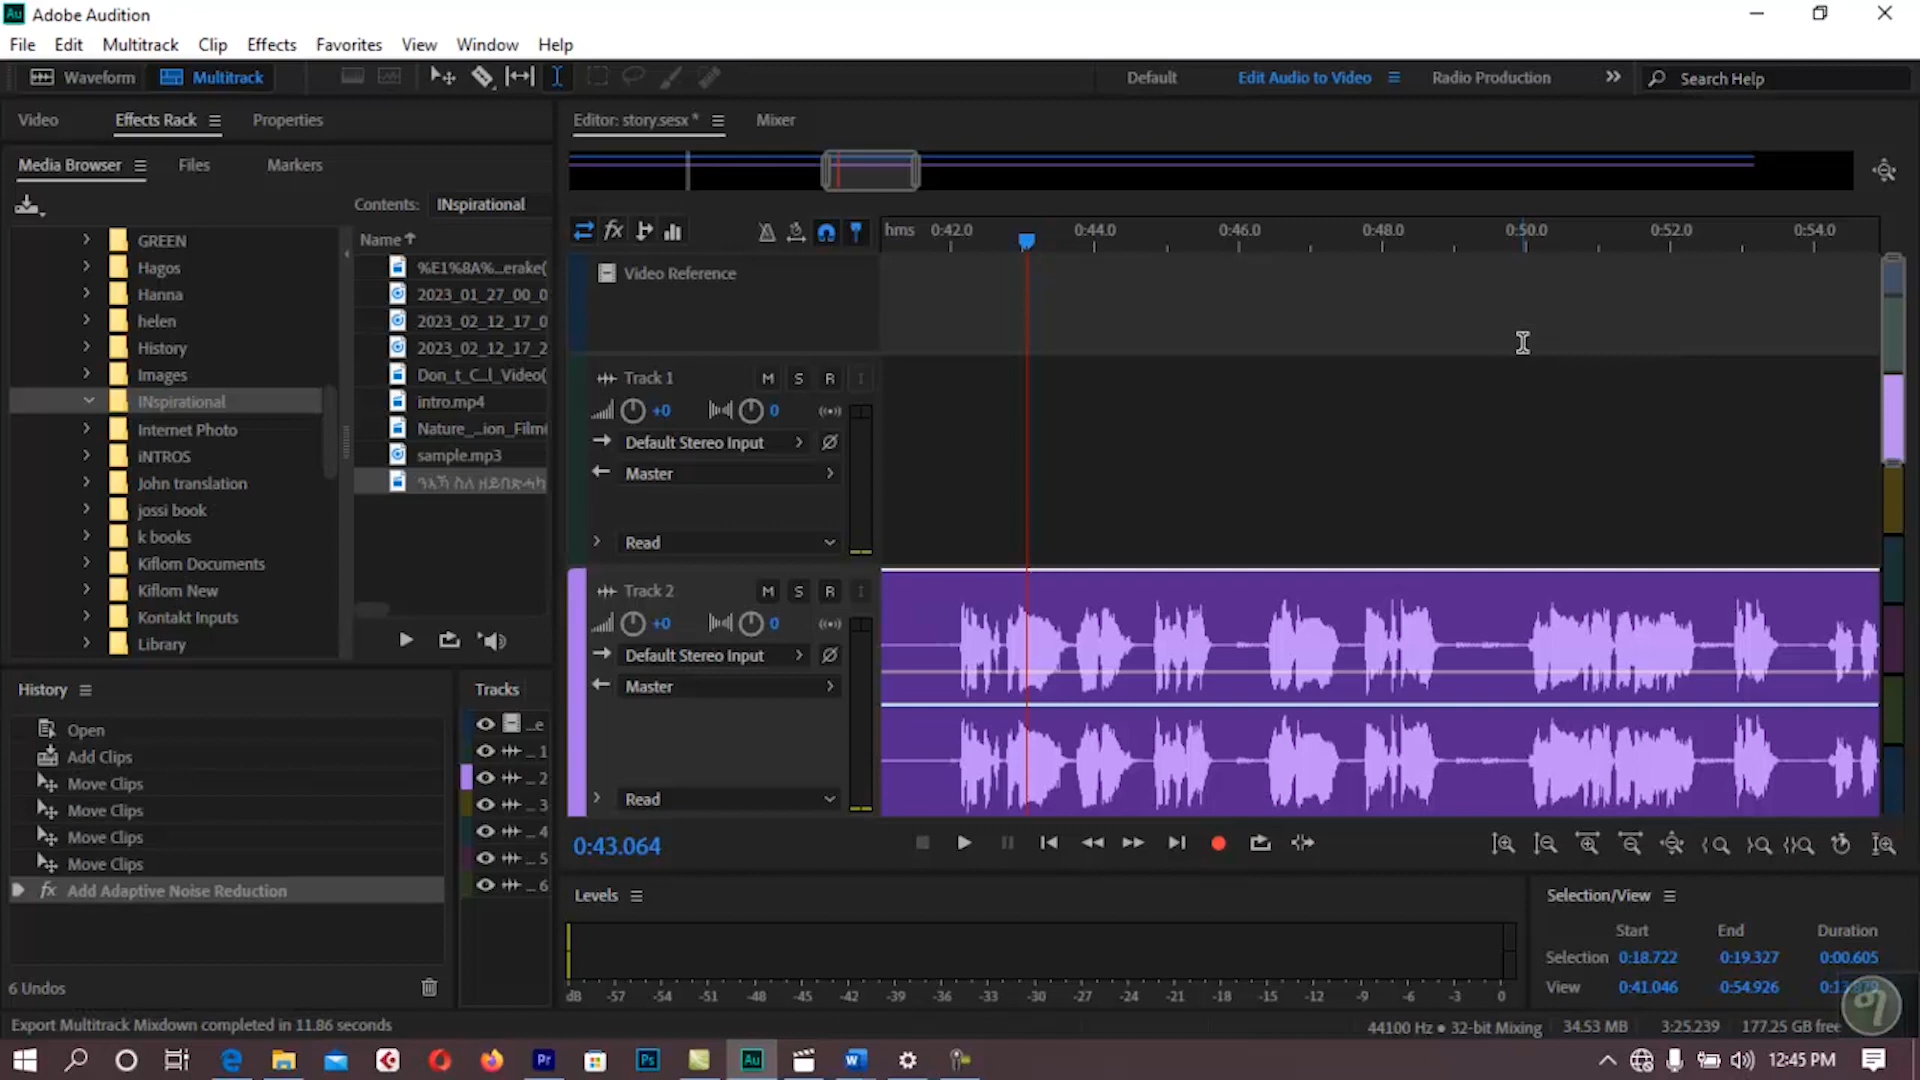 Adobe Audition
File Edit Multitrack Clip Effects Favorites View Window Help
Waveform Multitrack Default Edit Audio to Video Radio Production Search Help
Video Effects Rack Properties
Editor: story.sesx * Mixer
Media Browser Files Markers
Contents: INspirational
Name
GREEN
Hagos
Hanna
helen
History
Images
INspirational
Internet Photo
iNTROS
John translation
jossi book
k books
Kiflom Documents
Kiflom New
Kontakt Inputs
Library
%E1%8A%...erake(
2023_01_27_00_0
2023_02_12_17_0
2023_02_12_17_2
Don_t_C...l_Video(
intro.mp4
Nature_...ion_Film(
sample.mp3
hms 0:42.0 0:44.0 0:46.0 0:48.0 0:50.0 0:52.0 0:54.0
Video Reference
Track 1 M S R I
+0 0
Default Stereo Input
Master
Read
Track 2 M S R I
+0 0
Default Stereo Input
Master
Read
History
Open
Add Clips
Move Clips
Move Clips
Move Clips
Move Clips
fx Add Adaptive Noise Reduction
6 Undos
Tracks
...e
... 1
... 2
... 3
... 4
... 5
... 6
0:43.064
Levels
dB -57 -54 -51 -48 -45 -42 -39 -36 -33 -30 -27 -24 -21 -18 -15 -12 -9 -6 -3 0
Selection/View
Start End Duration
Selection 0:18.722 0:19.327 0:00.605
View 0:41.046 0:54.926
Export Multitrack Mixdown completed in 11.86 seconds
44100 Hz ● 32-bit Mixing 34.53 MB 3:25.239 177.25 GB free
12:45 PM